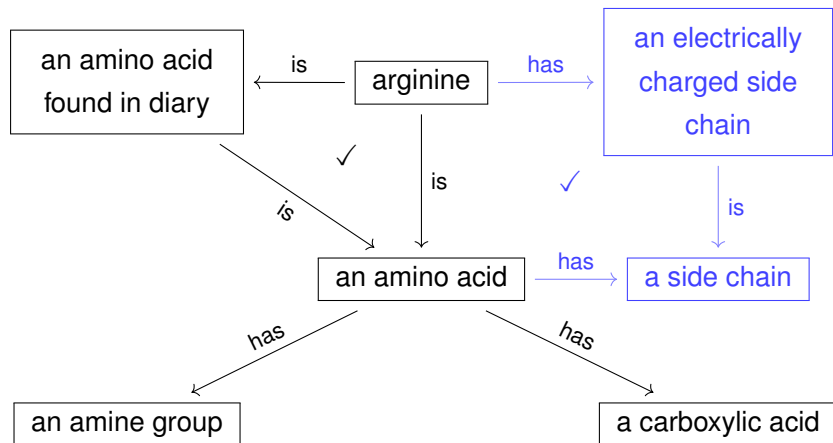 an amino acid
found in diary
is
arginine
has
an electrically
charged side
chain
✓
is
✓
is
is
an amino acid
has
a side chain
has
has
an amine group
a carboxylic acid